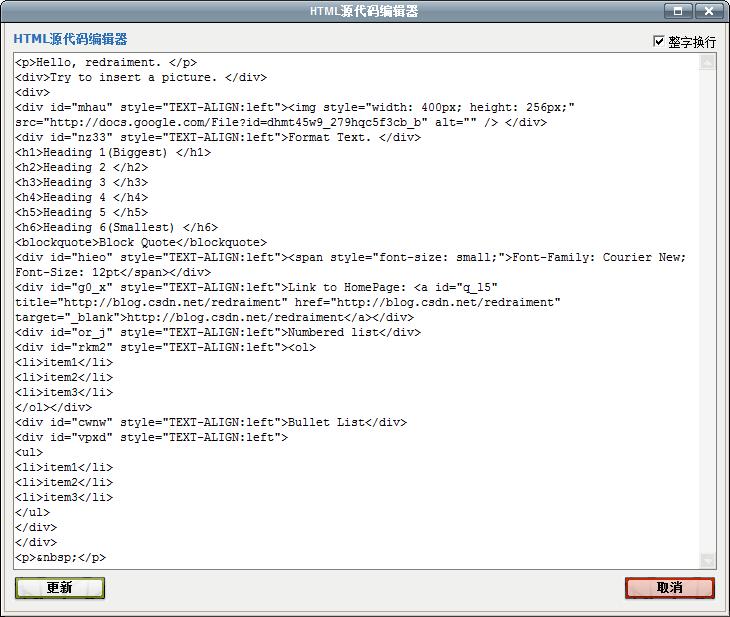 HTML源代码编辑器
HTML源代码编辑器
整字换行
<p>Hello, redraiment. </p>
<div>Try to insert a picture. </div>
<div>
<div id="mhau" style="TEXT-ALIGN:left"><img style="width: 400px; height: 256px;"
src="http://docs.google.com/File?id=dhmt45w9_279hqc5f3cb_b" alt="" /> </div>
<div id="nz33" style="TEXT-ALIGN:left">Format Text. </div>
<h1>Heading 1(Biggest) </h1>
<h2>Heading 2 </h2>
<h3>Heading 3 </h3>
<h4>Heading 4 </h4>
<h5>Heading 5 </h5>
<h6>Heading 6(Smallest) </h6>
<blockquote>Block Quote</blockquote>
<div id="hieo" style="TEXT-ALIGN:left"><span style="font-size: small;">Font-Family: Courier New;
Font-Size: 12pt</span></div>
<div id="g0_x" style="TEXT-ALIGN:left">Link to HomePage: <a id="q_15"
title="http://blog.csdn.net/redraiment" href="http://blog.csdn.net/redraiment"
target="_blank">http://blog.csdn.net/redraiment</a></div>
<div id="or_j" style="TEXT-ALIGN:left">Numbered list</div>
<div id="rkm2" style="TEXT-ALIGN:left"><ol>
<li>item1</li>
<li>item2</li>
<li>item3</li>
</ol></div>
<div id="cwnw" style="TEXT-ALIGN:left">Bullet List</div>
<div id="vpxd" style="TEXT-ALIGN:left">
<ul>
<li>item1</li>
<li>item2</li>
<li>item3</li>
</ul>
</div>
</div>
<p>&nbsp;</p>
更新
取消